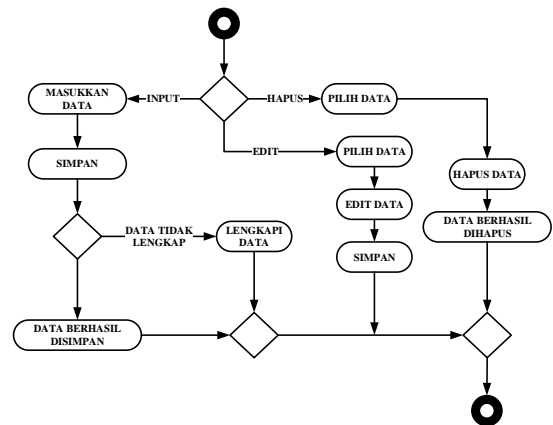 MASUKKAN
DATA
INPUT
HAPUS
PILIH DATA
SIMPAN
EDIT
PILIH DATA
HAPUS DATA
EDIT DATA
DATA TIDAK
LENGKAP
LENGKAPI
DATA
DATA BERHASIL
DIHAPUS
SIMPAN
DATA BERHASIL
DISIMPAN